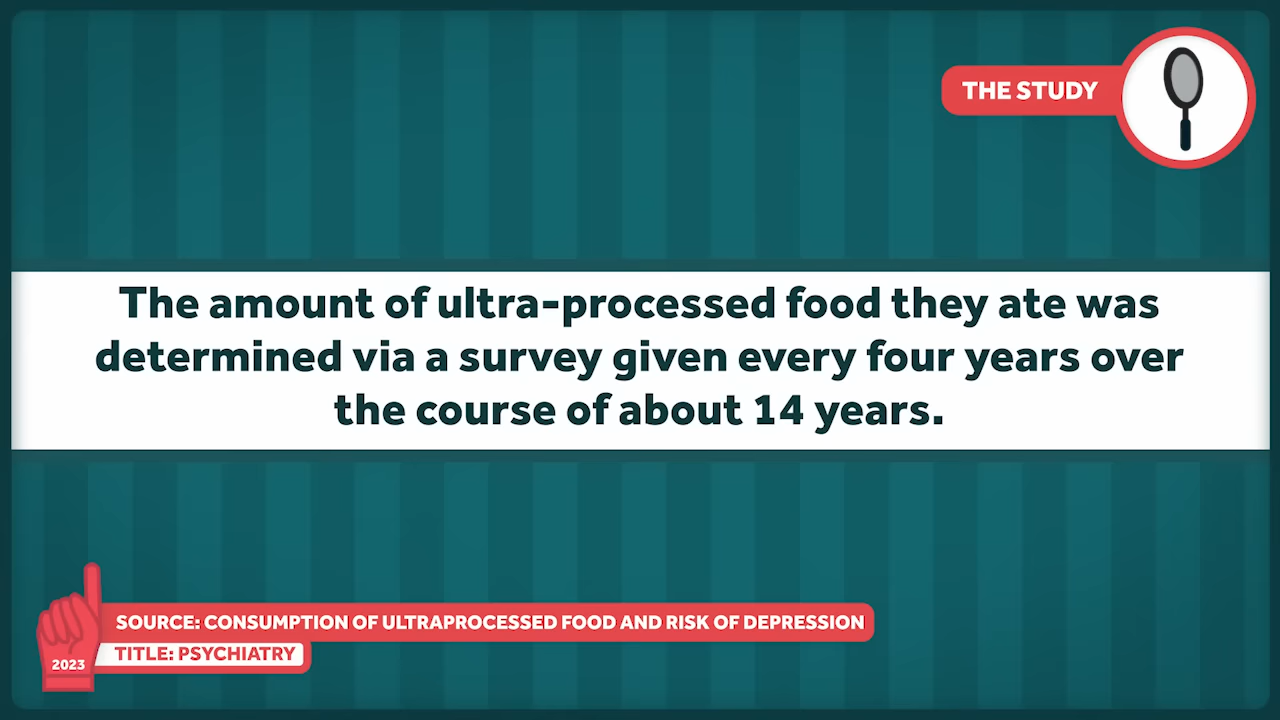 THE STUDY
The amount of ultra-processed food they ate was
determined via a survey given every four years over
the course of about 14 years.
SOURCE: CONSUMPTION OF ULTRAPROCESSED FOOD AND RISK OF DEPRESSION
TITLE: PSYCHIATRY
2023